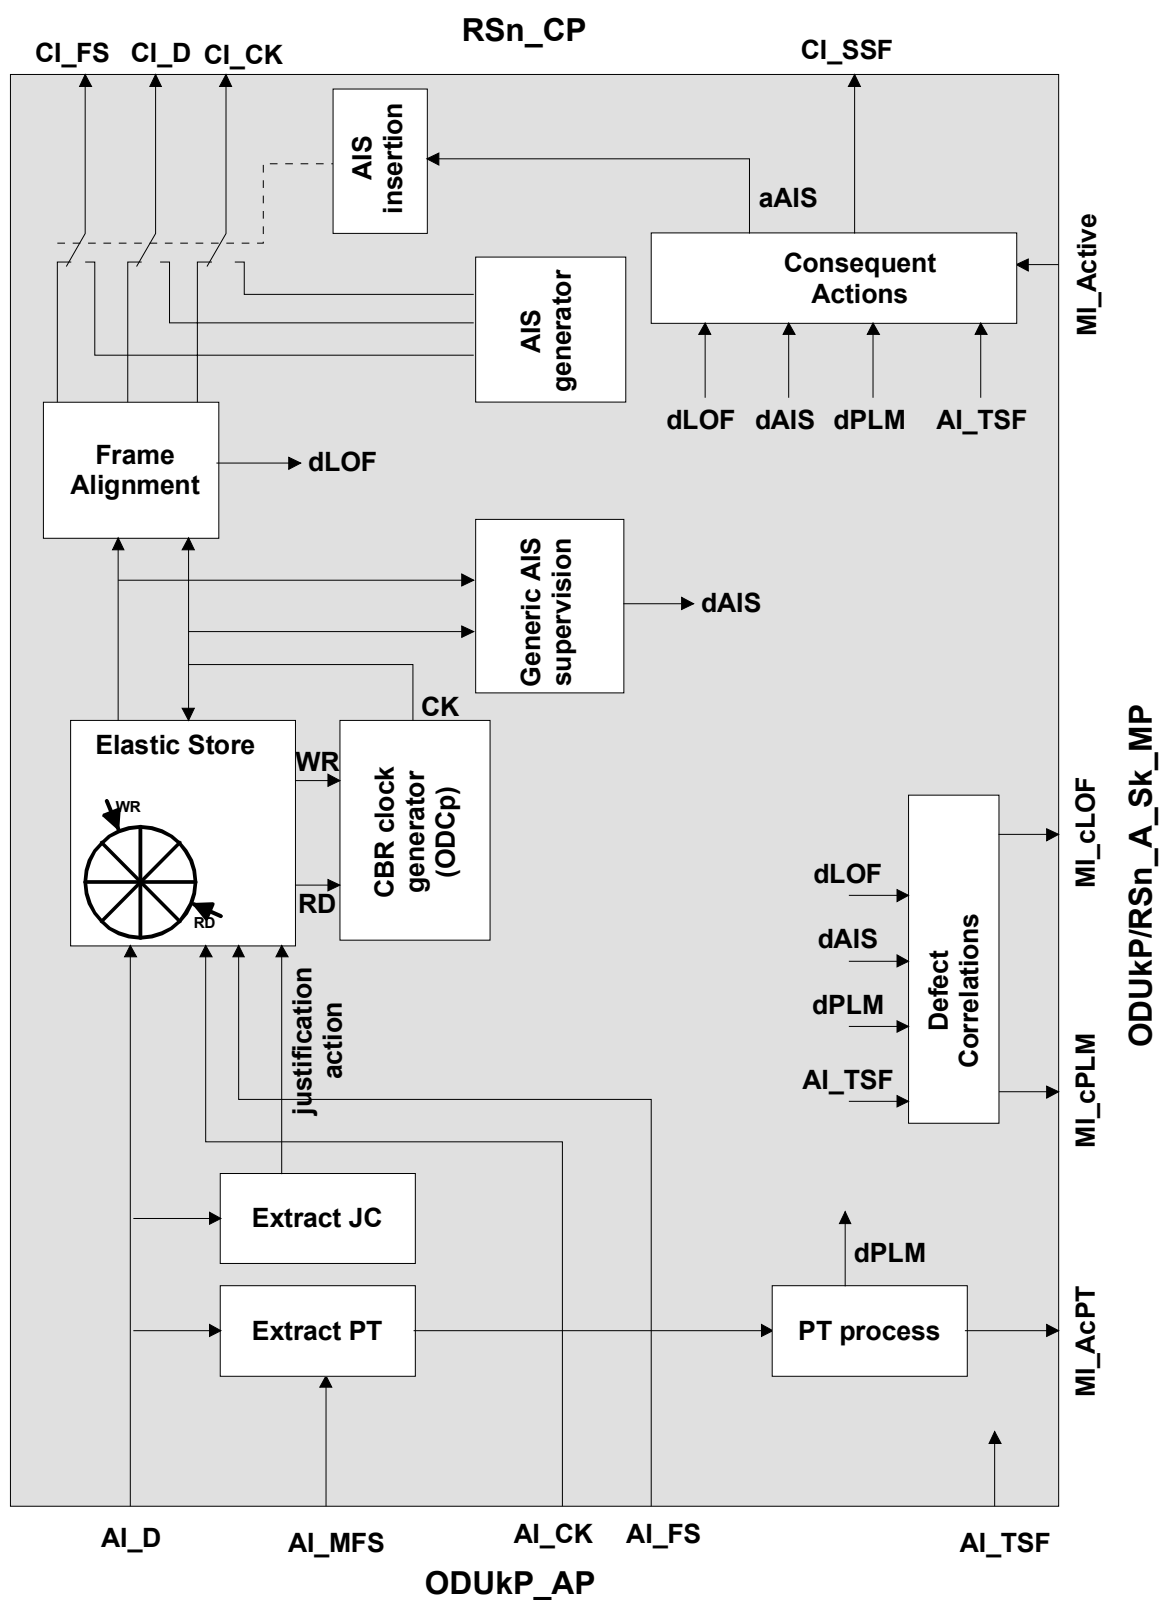 RSn_CP
CI_FS
CI_D
CI_CK
CI_SSF
AIS
insertion
aAIS
Consequent
Actions
MI_Active
AIS
generator
dLOF
dAIS
dPLM
AI_TSF
Frame
Alignment
dLOF
Generic AIS
supervision
dAIS
CK
Elastic Store
WR
WR
RD
RD
CBR clock
generator
(ODCp)
MI_cLOF
ODUkP/RSn_A_Sk_MP
dLOF
dAIS
dPLM
AI_TSF
Defect
Correlations
MI_cPLM
justification
action
Extract JC
dPLM
Extract PT
PT process
MI_AcPT
AI_D
AI_MFS
AI_CK
AI_FS
AI_TSF
ODUkP_AP